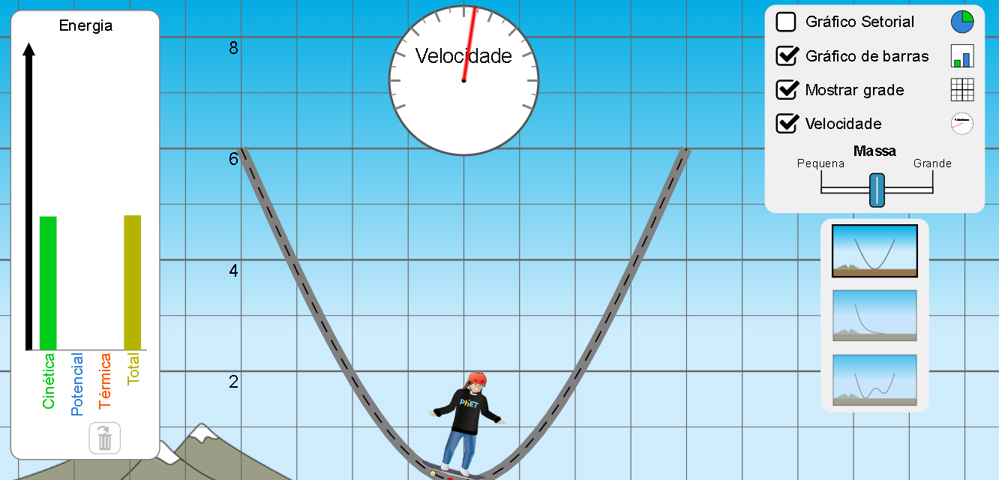 Energia
Cinética
Potencial
Térmica
Total
8
6
4
2
Velocidade
PhET
Gráfico Setorial
Gráfico de barras
Mostrar grade
Velocidade
Massa
Pequena
Grande